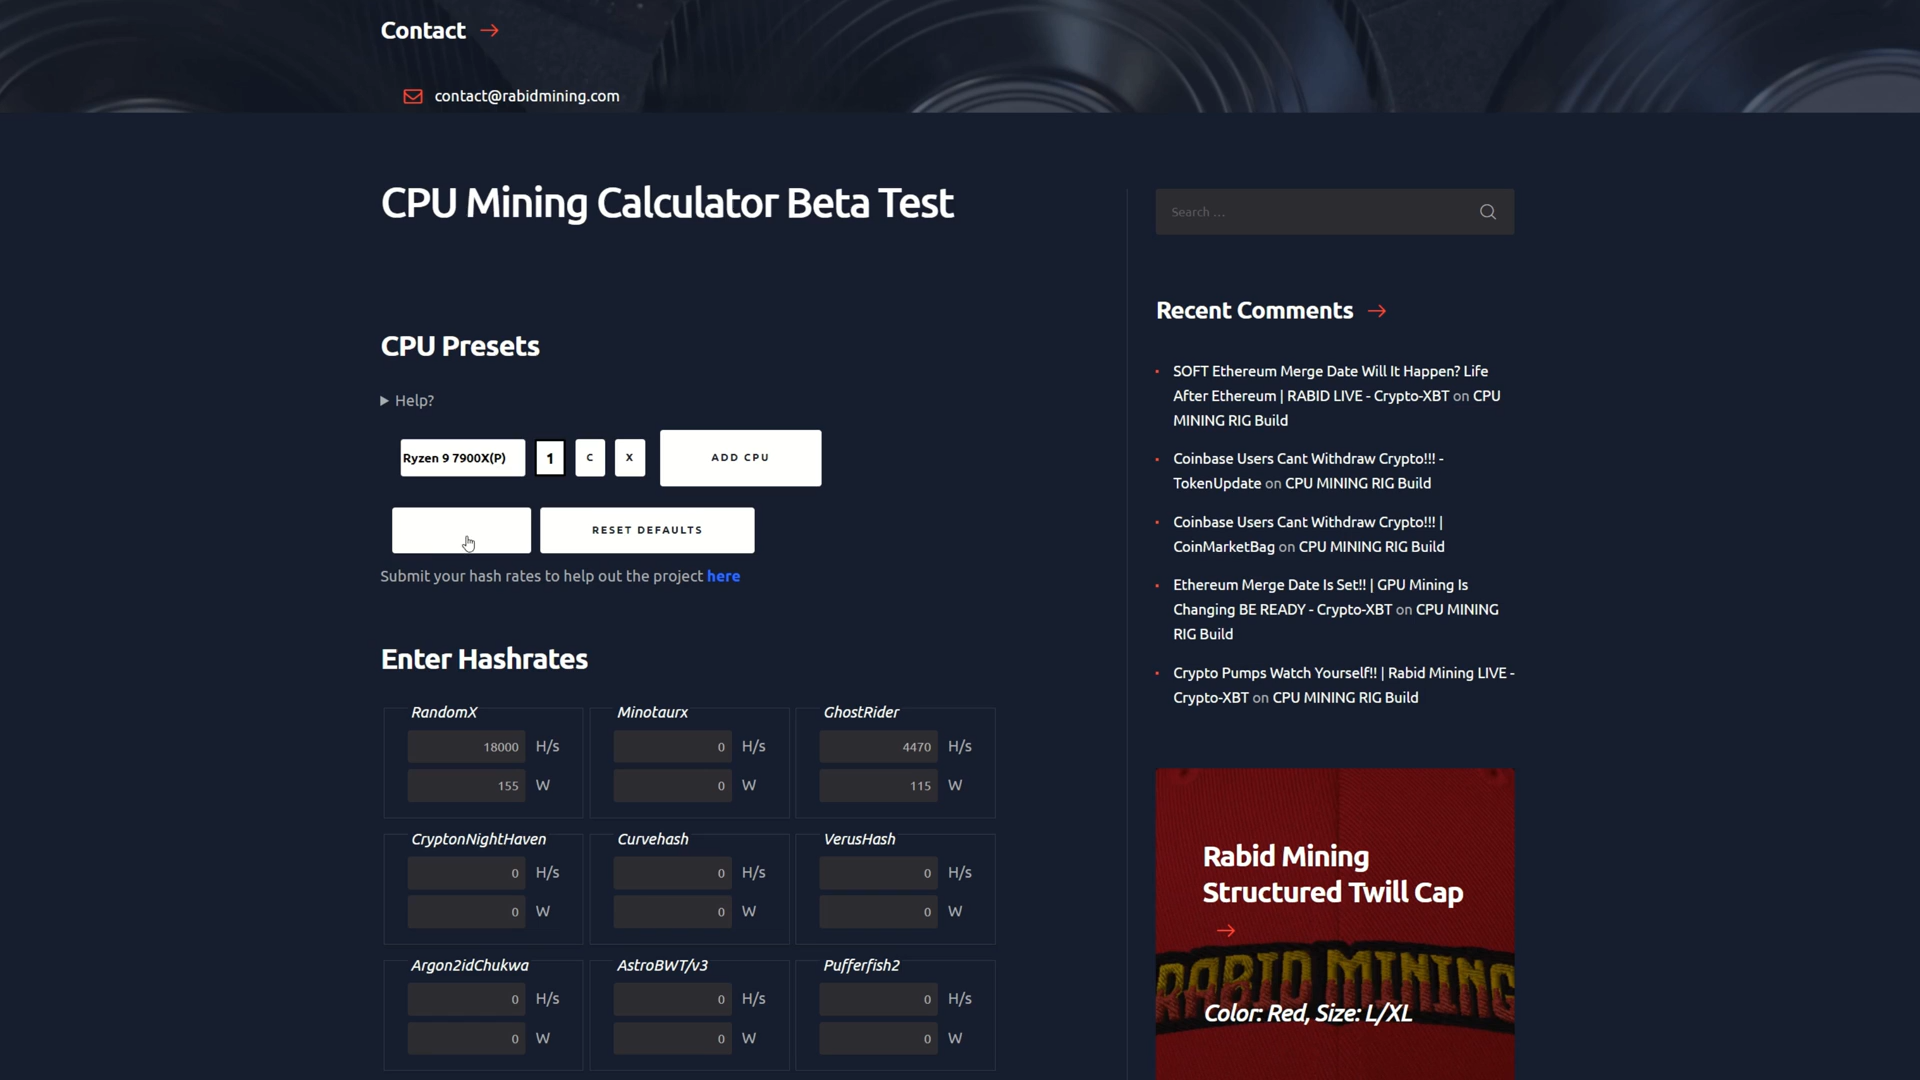 Contact
contact@rabidmining.com
CPU Mining Calculator Beta Test
Search ...
CPU Presets
Help?
Ryzen 9 7900X(P) 1 C X ADD CPU
RESET DEFAULTS
Submit your hash rates to help out the project here
Enter Hashrates
RandomX
18000 H/s
155 W
Minotaurx
0 H/s
0 W
GhostRider
4470 H/s
115 W
CryptonNightHaven
0 H/s
0 W
Curvehash
0 H/s
0 W
VerusHash
0 H/s
0 W
Argon2idChukwa
0 H/s
0 W
AstroBWT/v3
0 H/s
0 W
Pufferfish2
0 H/s
0 W
Recent Comments
SOFT Ethereum Merge Date Will It Happen? Life
After Ethereum | RABID LIVE - Crypto-XBT on CPU
MINING RIG Build
Coinbase Users Cant Withdraw Crypto!!! -
TokenUpdate on CPU MINING RIG Build
Coinbase Users Cant Withdraw Crypto!!! |
CoinMarketBag on CPU MINING RIG Build
Ethereum Merge Date Is Set!! | GPU Mining Is
Changing BE READY - Crypto-XBT on CPU MINING
RIG Build
Crypto Pumps Watch Yourself!! | Rabid Mining LIVE -
Crypto-XBT on CPU MINING RIG Build
Rabid Mining
Structured Twill Cap
RABID MINING
Color: Red, Size: L/XL